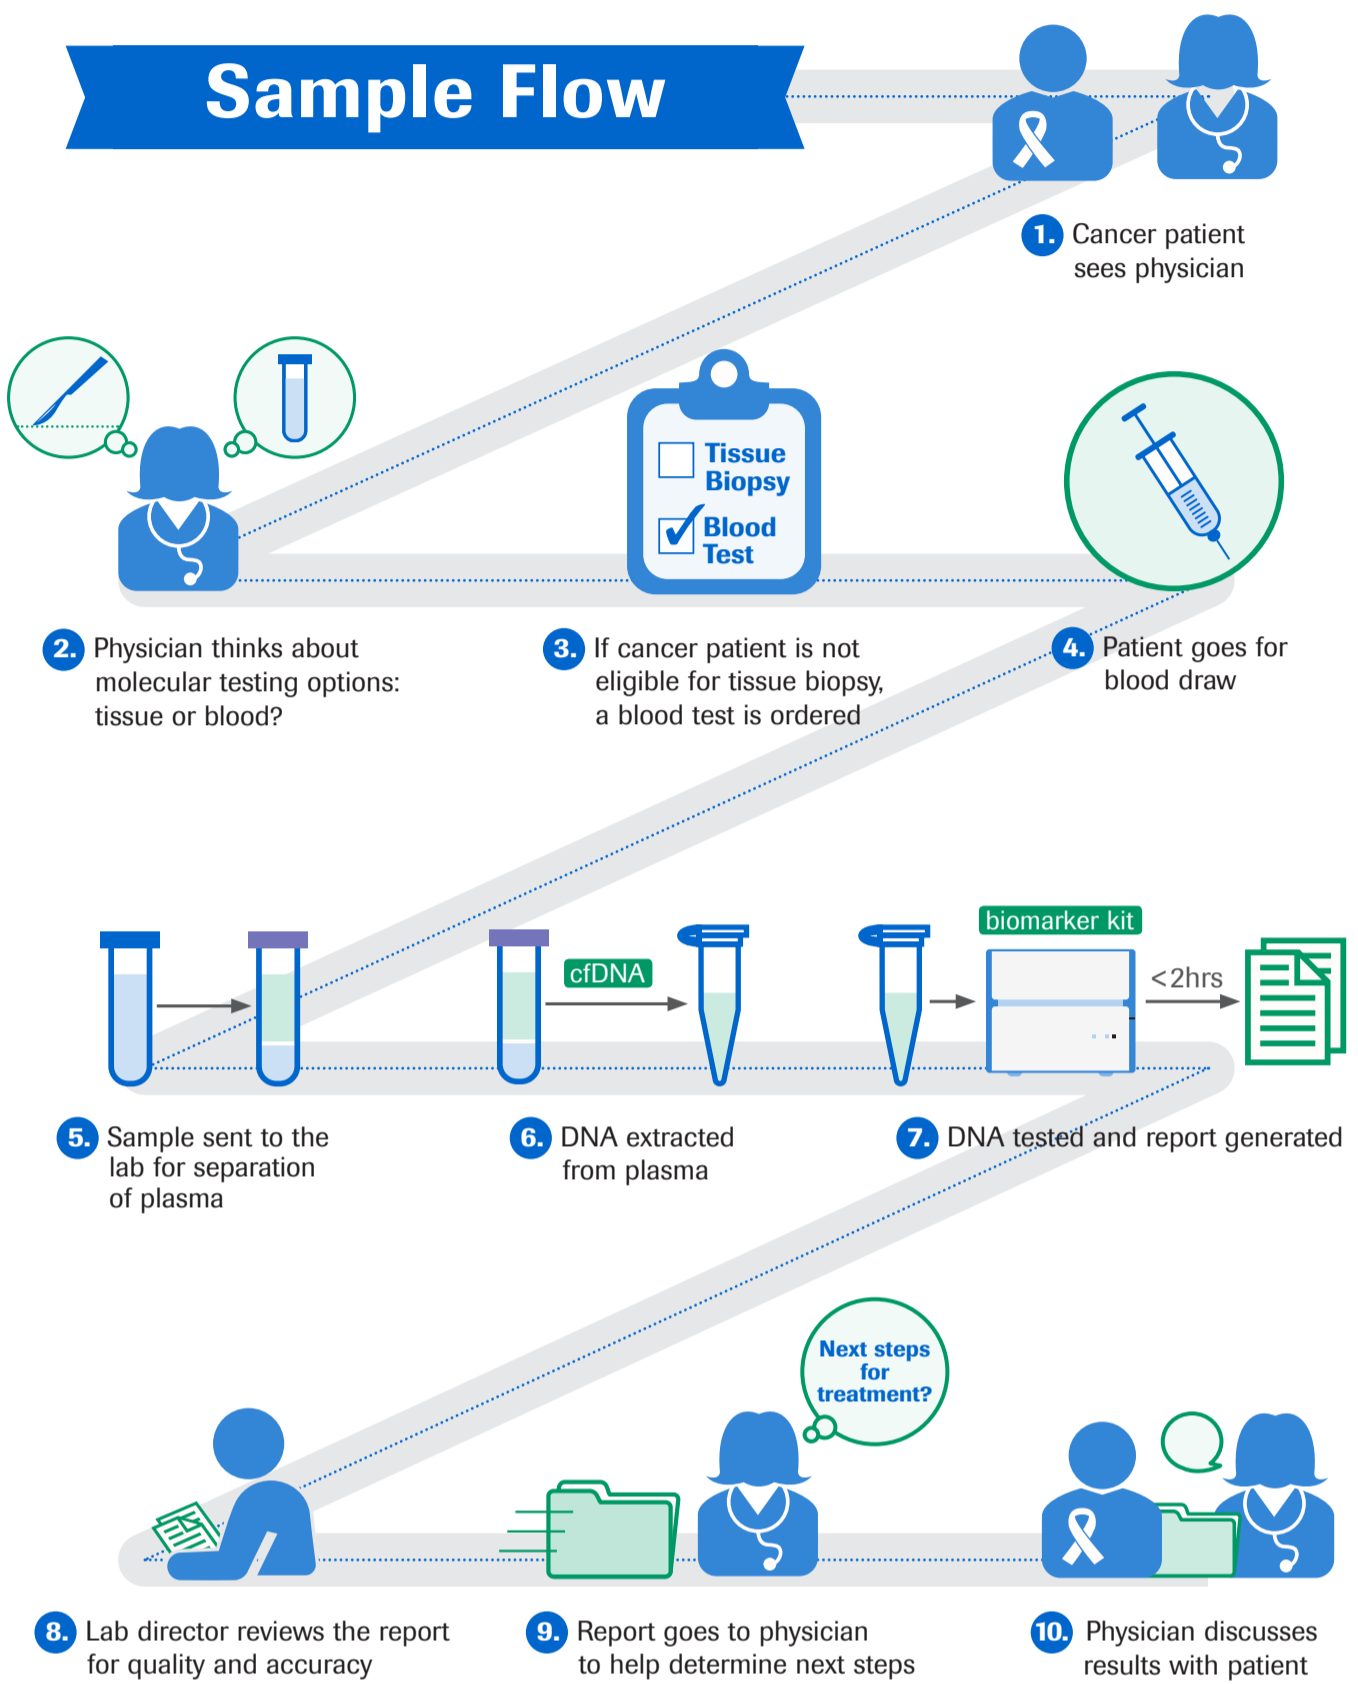 Sample Flow
1. Cancer patient
sees physician
Tissue
Biopsy
Blood
Test
2. Physician thinks about
molecular testing options:
tissue or blood?
3. If cancer patient is not
eligible for tissue biopsy,
a blood test is ordered
4. Patient goes for
blood draw
cfDNA
biomarker kit
<2hrs
5. Sample sent to the
lab for separation
of plasma
6. DNA extracted
from plasma
7. DNA tested and report generated
Next steps
for
treatment?
8. Lab director reviews the report
for quality and accuracy
9. Report goes to physician
to help determine next steps
10. Physician discusses
results with patient